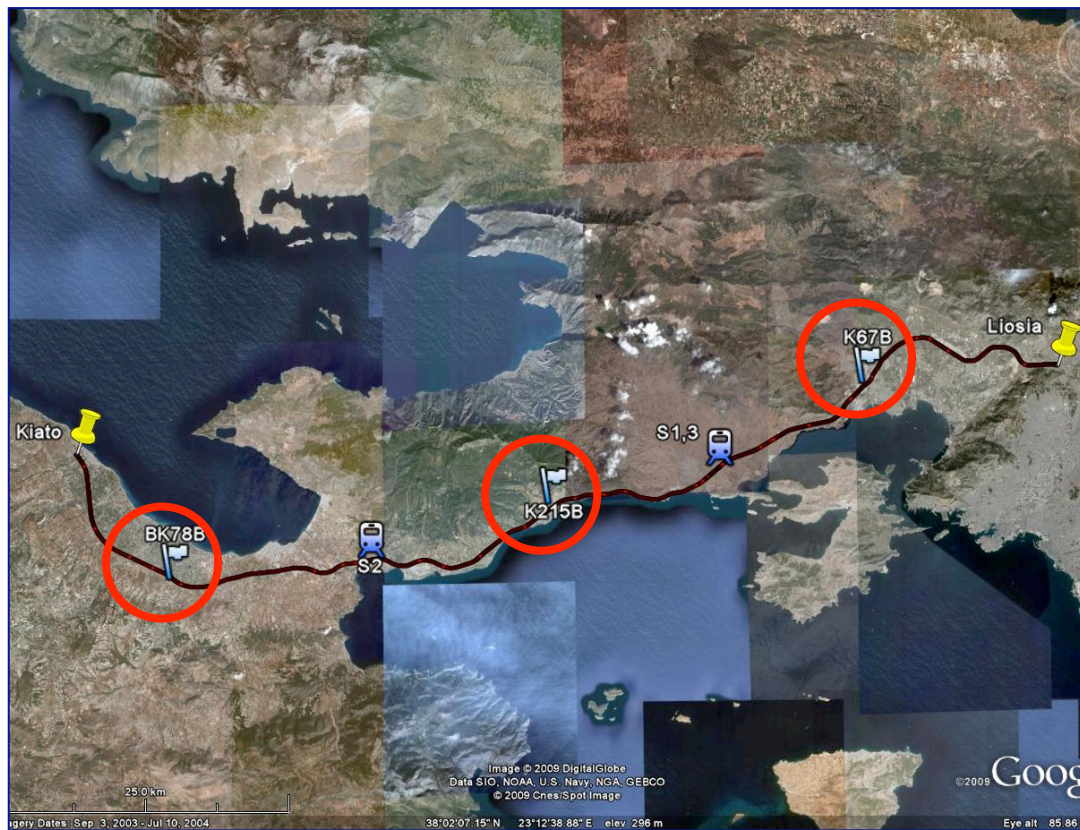 K67B
Liosia
Kiato
S1,3
K215B
BK78B
S2
25.0 km
Image © 2009 DigitalGlobe
Data SIO, NOAA, U.S. Navy, NGA, GEBCO
© 2009 Cnes/Spot Image
©2009 Goog
agery Dates: Sep 3, 2003 - Jul 10, 2004
38°02'07.15" N 23°12'38.88" E elev 296 m
Eye alt 85.86